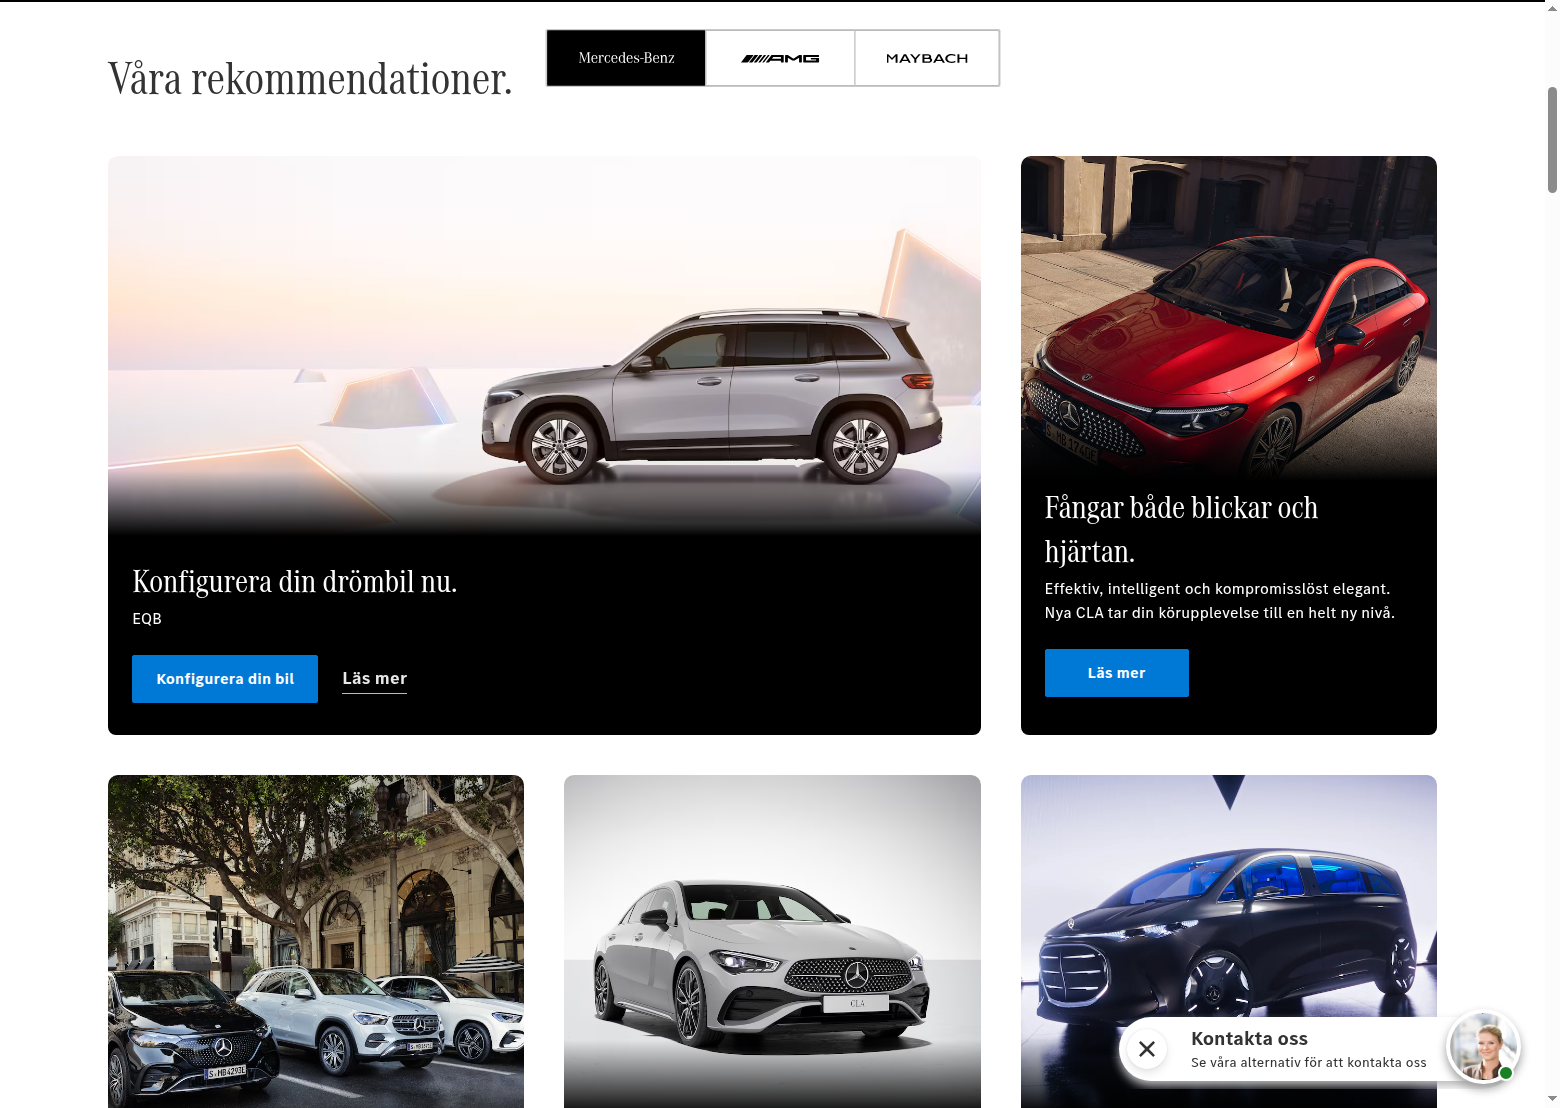 Våra rekommendationer.
Mercedes-Benz
AMG
MAYBACH
Konfigurera din drömbil nu.
EQB
Konfigurera din bil
Läs mer
Fångar både blickar och
hjärtan.
Effektiv, intelligent och kompromisslöst elegant.
Nya CLA tar din körupplevelse till en helt ny nivå.
Läs mer
CLA
Kontakta oss
Se våra alternativ för att kontakta oss